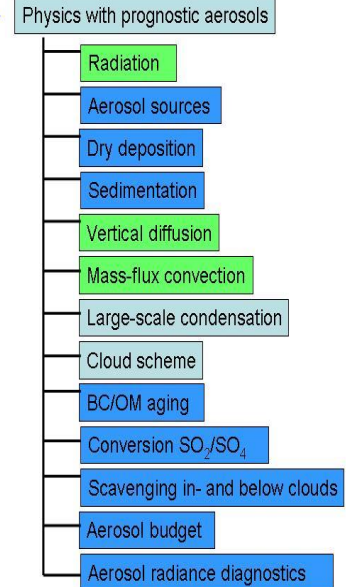 Physics with prognostic aerosols
Radiation
Aerosol sources
Dry deposition
Sedimentation
Vertical diffusion
Mass-flux convection
Large-scale condensation
Cloud scheme
BC/OM aging
Conversion SO₂/SO₄
Scavenging in- and below clouds
Aerosol budget
Aerosol radiance diagnostics